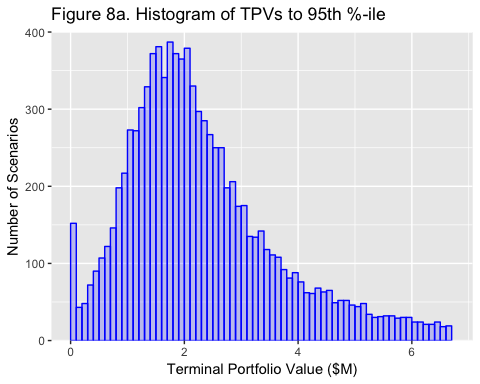 Figure 8a. Histogram of TPVs to 95th %-ile
Number of Scenarios
400
300
200
100
0
0 2 4 6
Terminal Portfolio Value ($M)